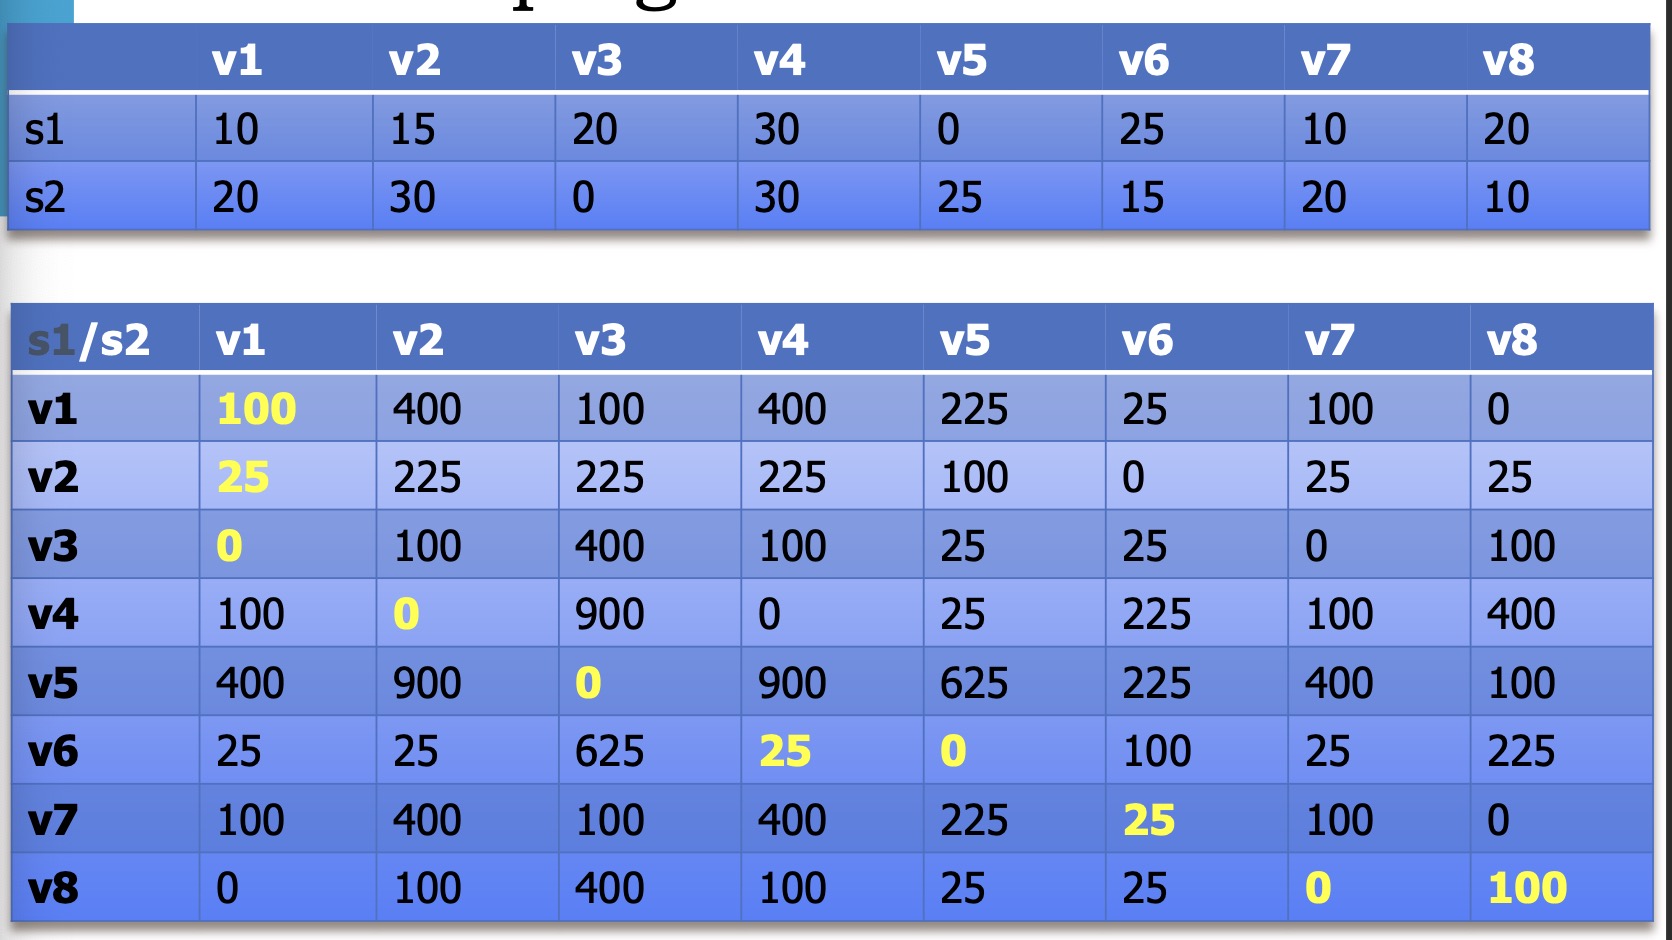 v1 v2 v3 v4 v5 v6 v7 v8
s1 10 15 20 30 0 25 10 20
s2 20 30 0 30 25 15 20 10
s1/s2 v1 v2 v3 v4 v5 v6 v7 v8
v1 100 400 100 400 225 25 100 0
v2 25 225 225 225 100 0 25 25
v3 0 100 400 100 25 25 0 100
v4 100 0 900 0 25 225 100 400
v5 400 900 0 900 625 225 400 100
v6 25 25 625 25 0 100 25 225
v7 100 400 100 400 225 25 100 0
v8 0 100 400 100 25 25 0 100